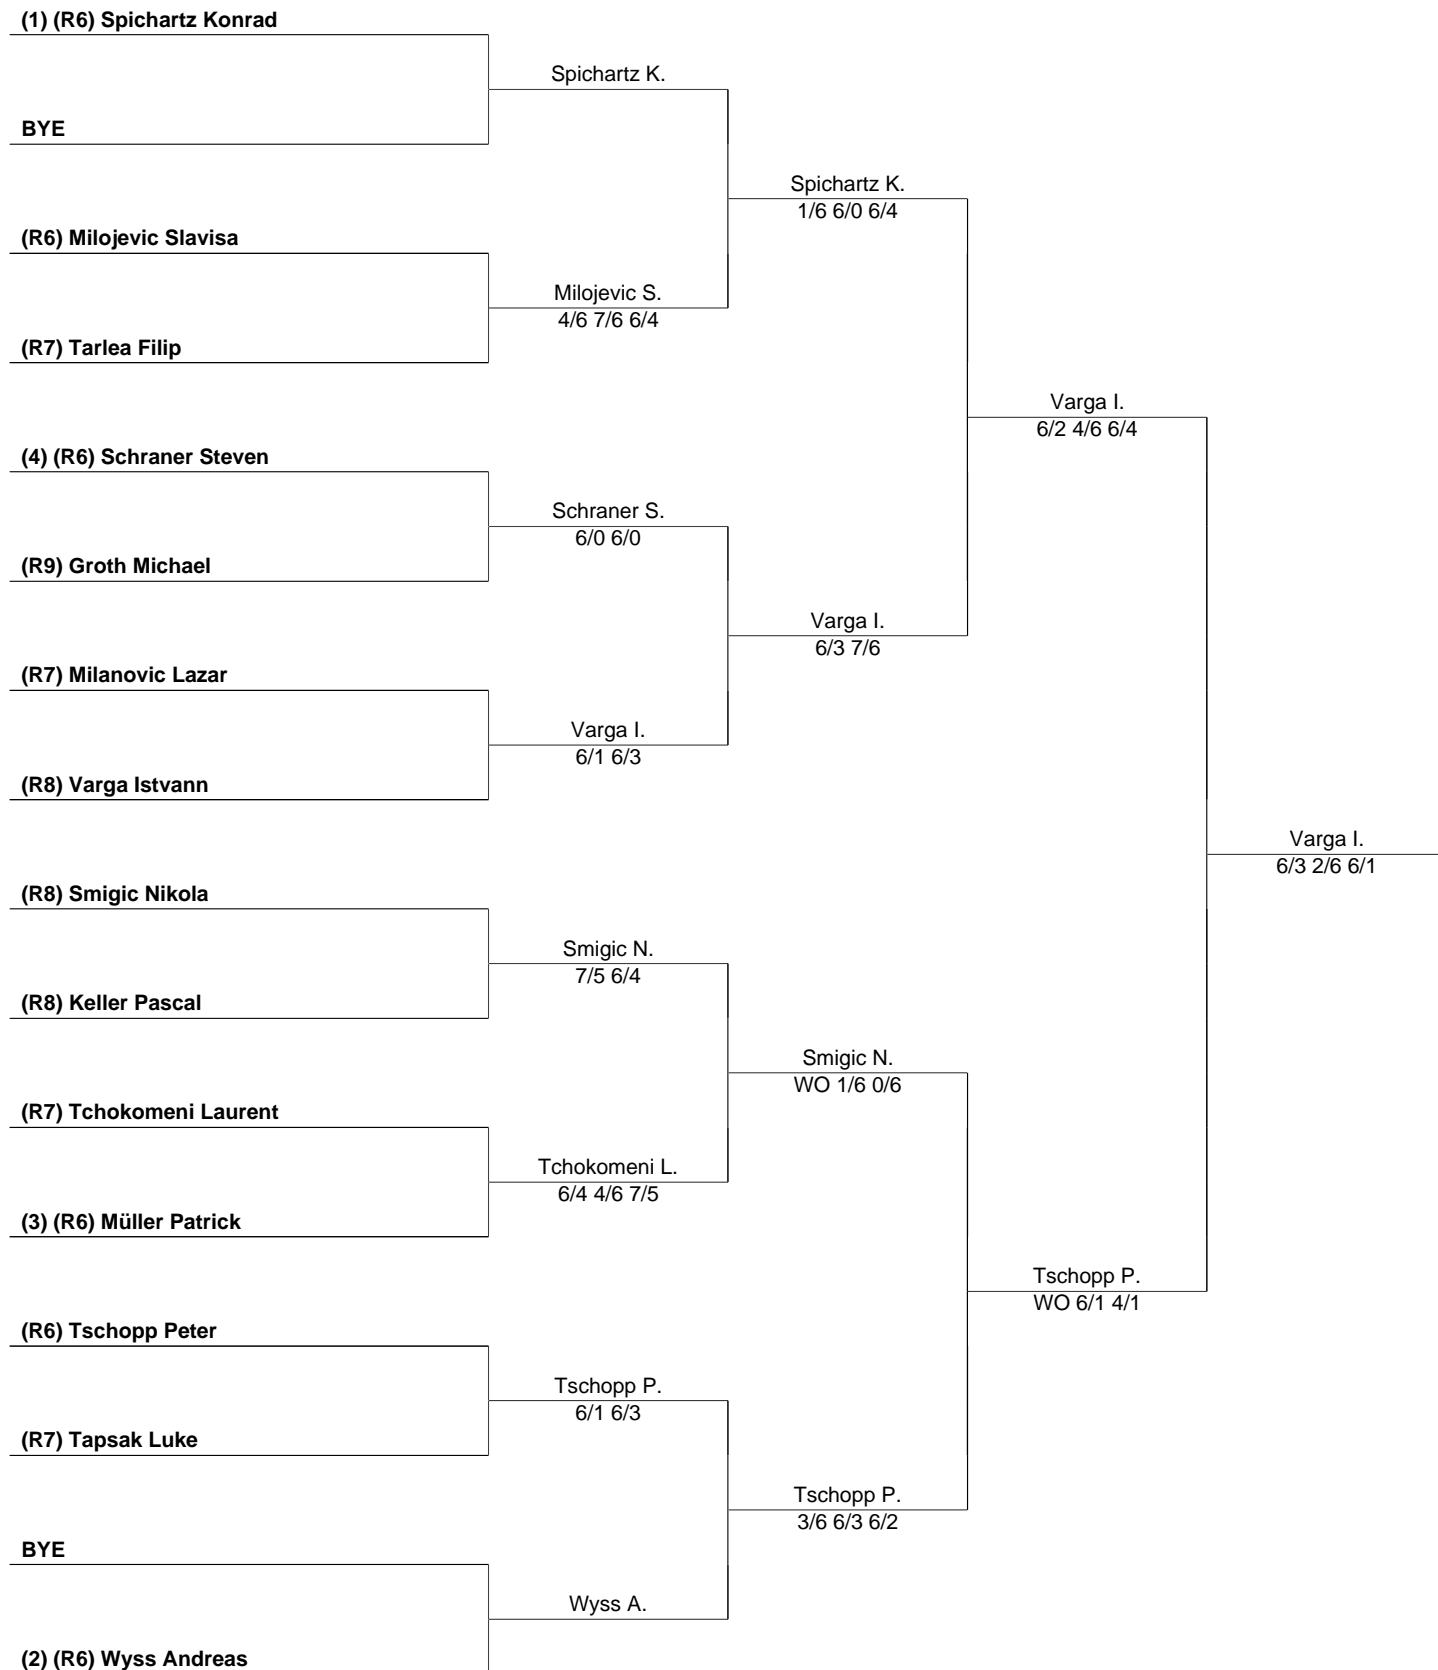 (1) (R6) Spichartz Konrad
Spichartz K.
BYE
Spichartz K.
1/6 6/0 6/4
(R6) Milojevic Slavisa
Milojevic S.
4/6 7/6 6/4
(R7) Tarlea Filip
Varga I.
6/2 4/6 6/4
(4) (R6) Schraner Steven
Schraner S.
6/0 6/0
(R9) Groth Michael
Varga I.
6/3 7/6
(R7) Milanovic Lazar
Varga I.
6/1 6/3
(R8) Varga Istvann
Varga I.
6/3 2/6 6/1
(R8) Smigic Nikola
Smigic N.
7/5 6/4
(R8) Keller Pascal
Smigic N.
WO 1/6 0/6
(R7) Tchokomeni Laurent
Tchokomeni L.
6/4 4/6 7/5
(3) (R6) Müller Patrick
Tschopp P.
WO 6/1 4/1
(R6) Tschopp Peter
Tschopp P.
6/1 6/3
(R7) Tapsak Luke
Tschopp P.
3/6 6/3 6/2
BYE
Wyss A.
(2) (R6) Wyss Andreas